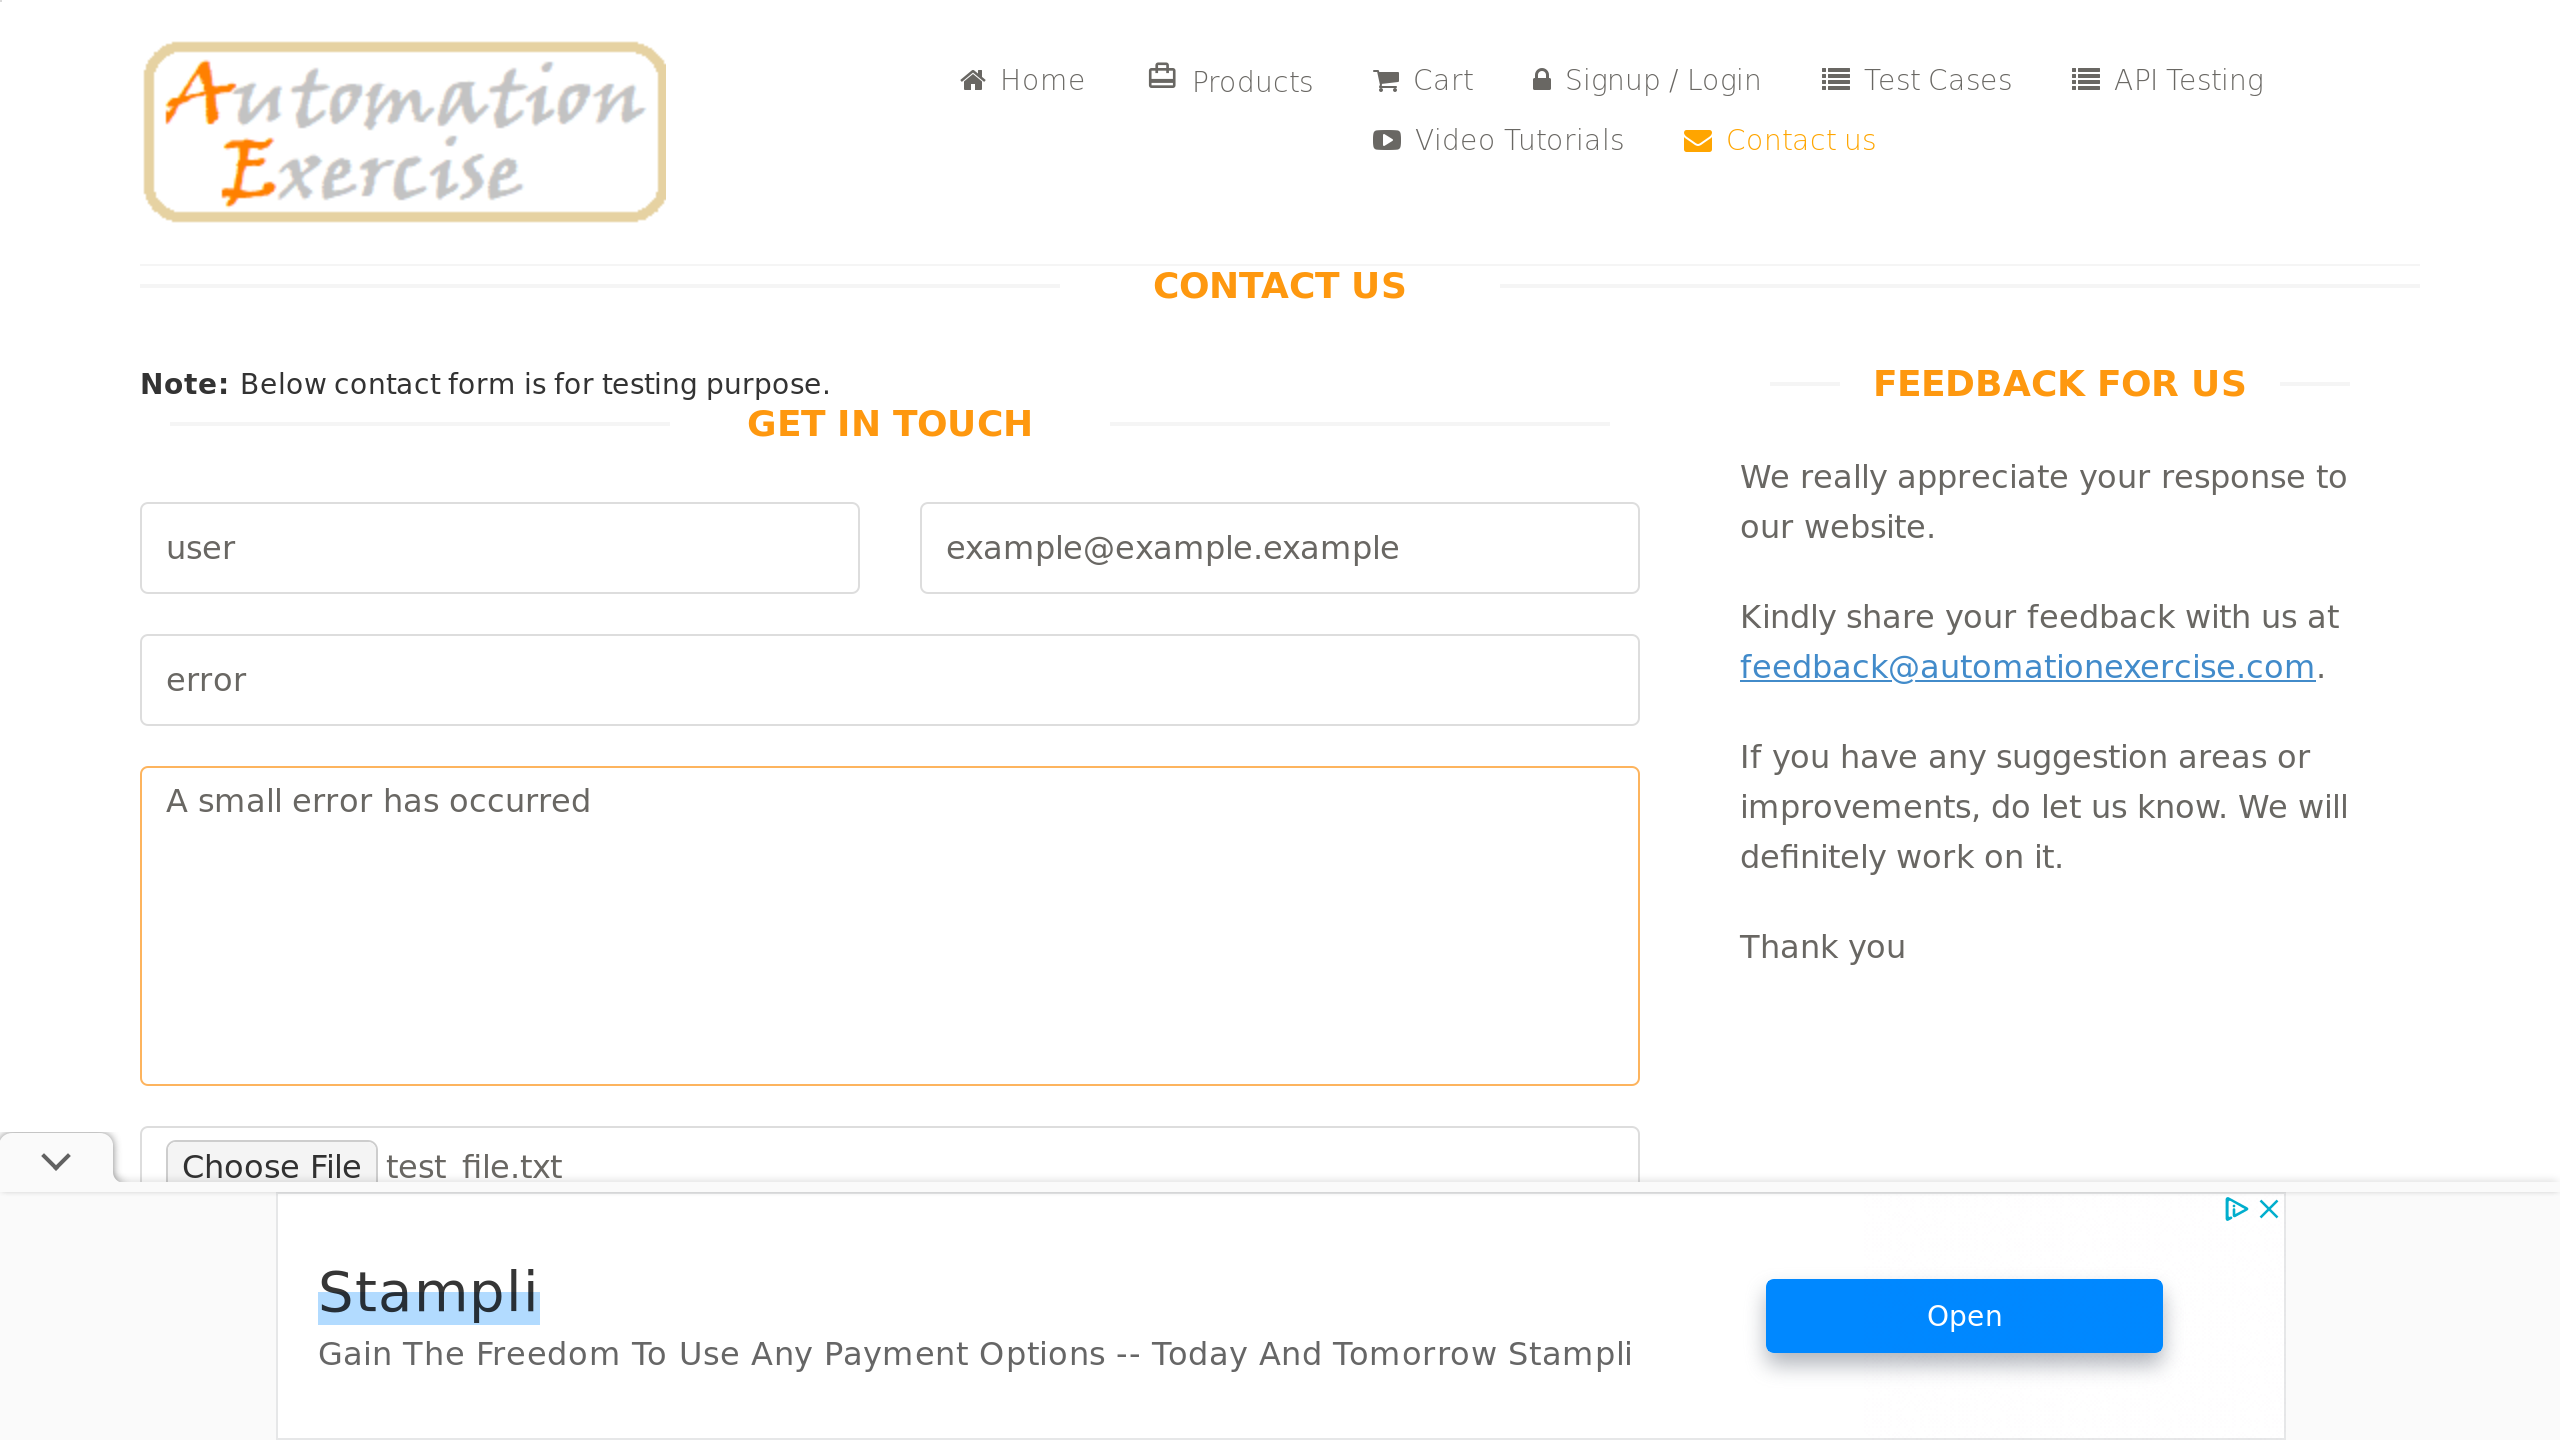 Automation
Exercise
Home
Products
Cart
Signup / Login
Test Cases
API Testing
Video Tutorials
Contact us
CONTACT US
Note: Below contact form is for testing purpose.
GET IN TOUCH
user
example@example.example
error
A small error has occurred
Choose File test_file.txt
FEEDBACK FOR US
We really appreciate your response to
our website.
Kindly share your feedback with us at
feedback@automationexercise.com.
If you have any suggestion areas or
improvements, do let us know. We will
definitely work on it.
Thank you
Stampli
Gain The Freedom To Use Any Payment Options -- Today And Tomorrow Stampli
Open